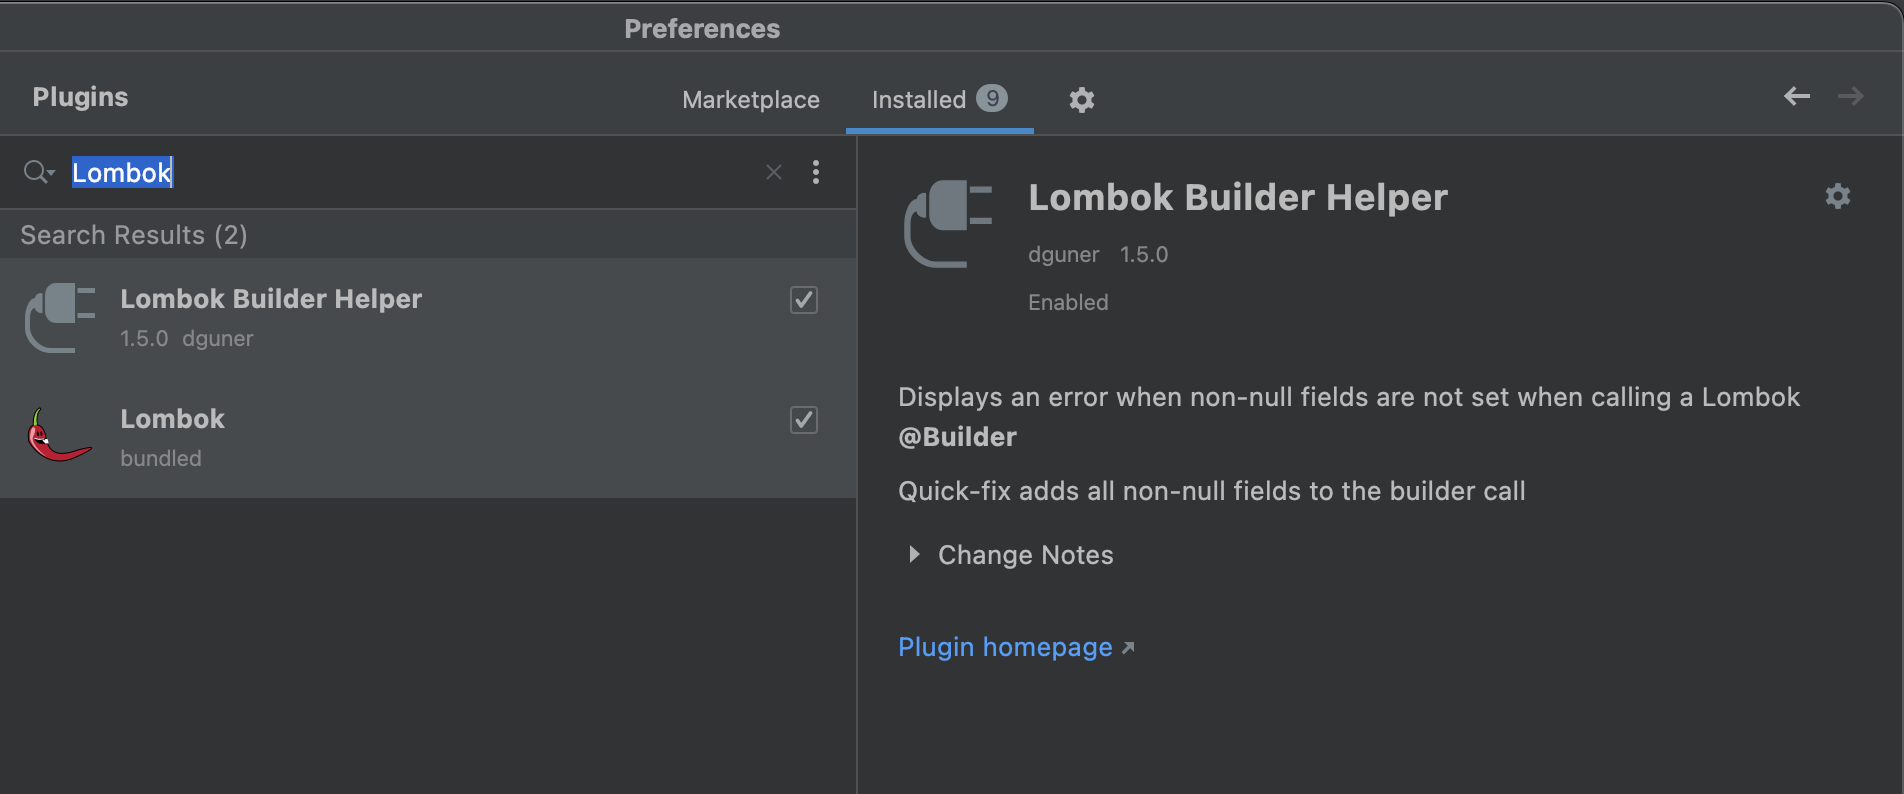 Preferences
Plugins
Marketplace
Installed 9
Lombok
Search Results (2)
Lombok Builder Helper
1.5.0 dguner
Lombok
bundled
Lombok Builder Helper
dguner 1.5.0
Enabled
Displays an error when non-null fields are not set when calling a Lombok
@Builder
Quick-fix adds all non-null fields to the builder call
Change Notes
Plugin homepage